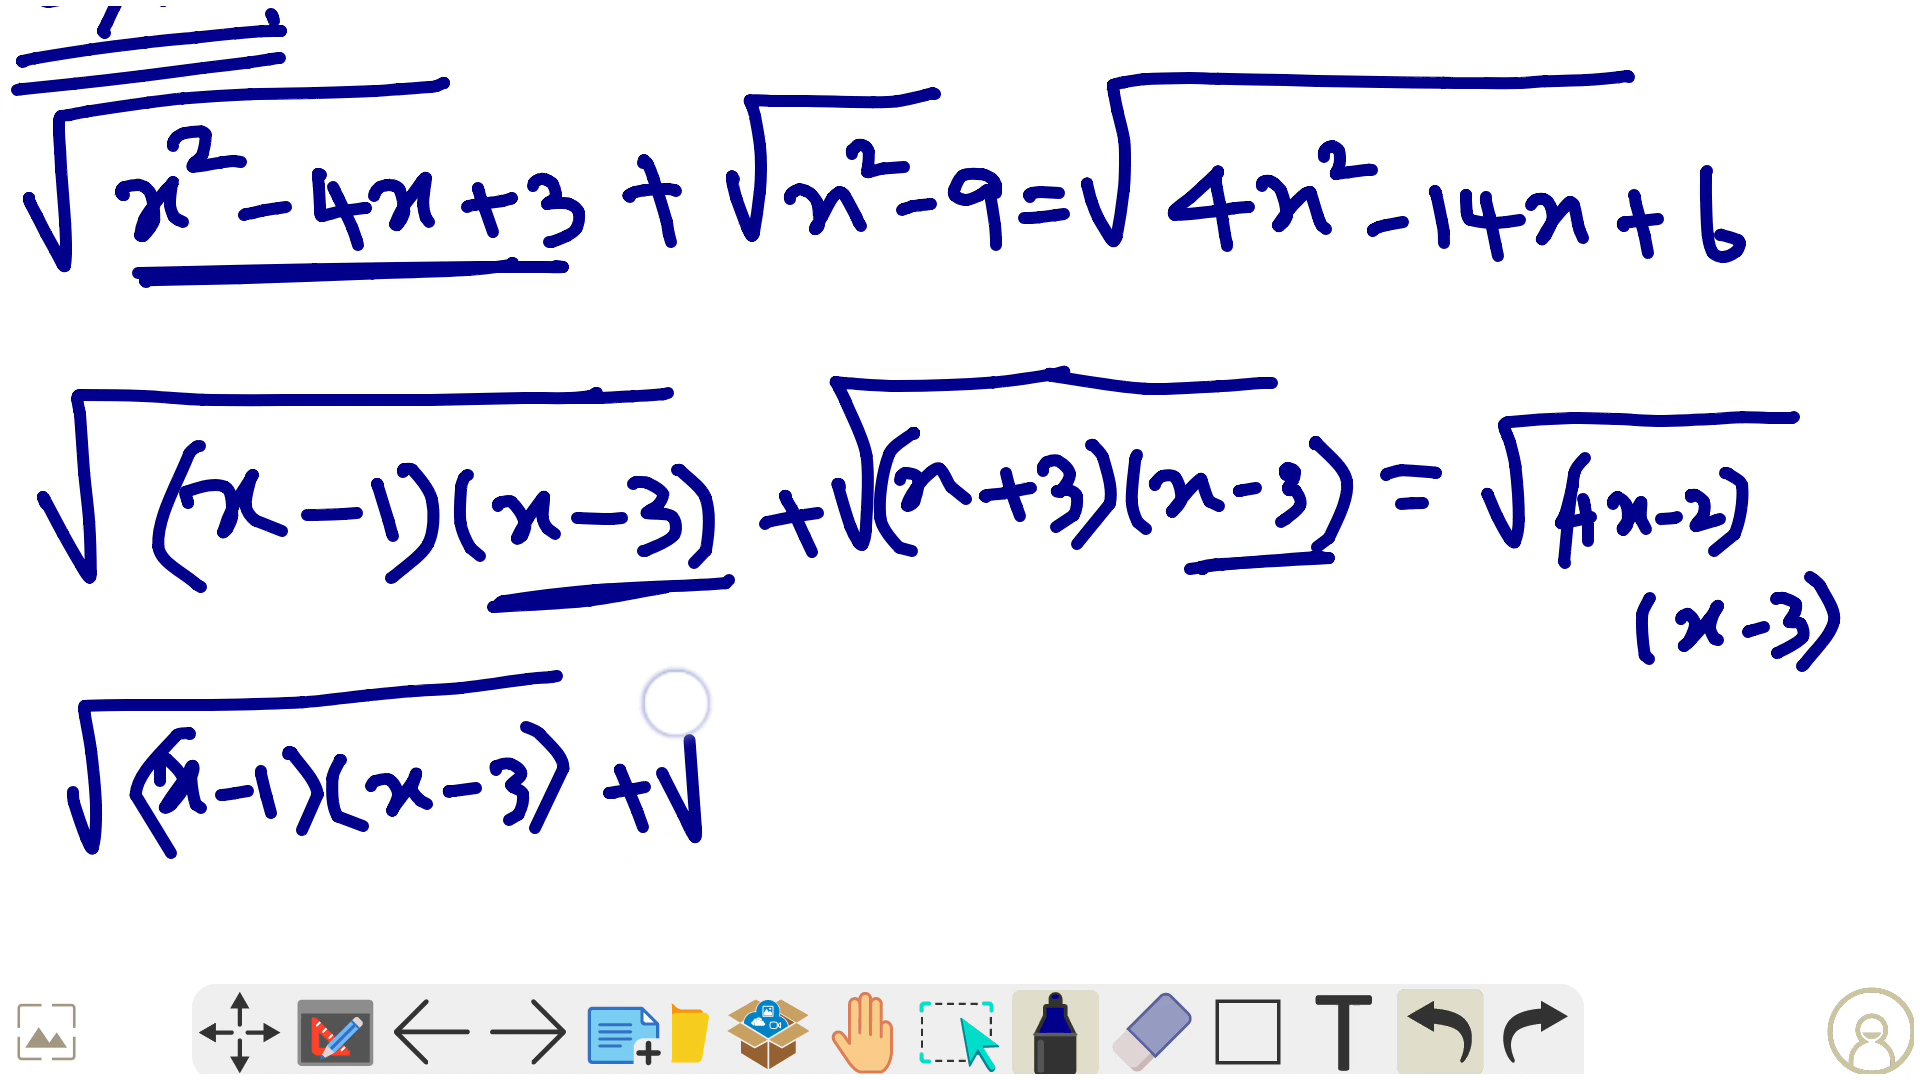 √(x² - 4x + 3) + √(x² - 9) = √(4x² - 14x + 6
√((x - 1)(x - 3)) + √((x + 3)(x - 3)) = √((4x - 2)
(x - 3))
√((x - 1)(x - 3)) + √
T